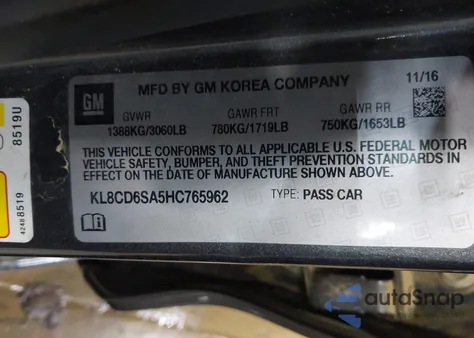 MFD BY GM KOREA COMPANY
11/16
GM
GVWR
GAWR FRT
GAWR RR
1388KG/3060LB
780KG/1719LB
750KG/1653LB
THIS VEHICLE CONFORMS TO ALL APPLICABLE U.S. FEDERAL MOTOR
VEHICLE SAFETY, BUMPER, AND THEFT PREVENTION STANDARDS IN
EFFECT ON THE DATE OF MANUFACTURE SHOWN ABOVE.
KL8CD6SA5HC765962
TYPE: PASS CAR
8519U
4248 8519
autoSnap